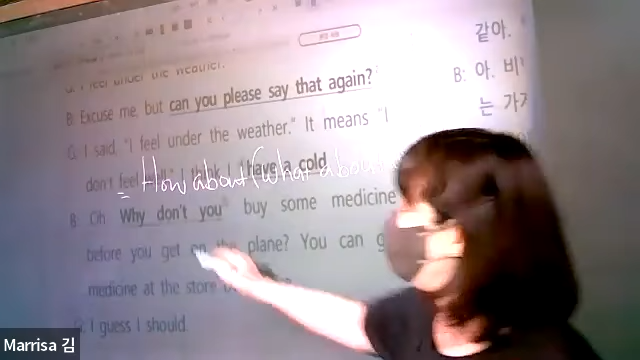 G. I feel under the weather.
B: Excuse me, but can you please say that again?
G. I said. "I feel under the weather." It means "I
don't feel I think I have a cold
= How about (what about
B Oh Why don't you buy some medicine
before you get on the plane? You can
medicine at the store
I guess I should.
같아.
B: 아. 비
는 가
Marrisa 김